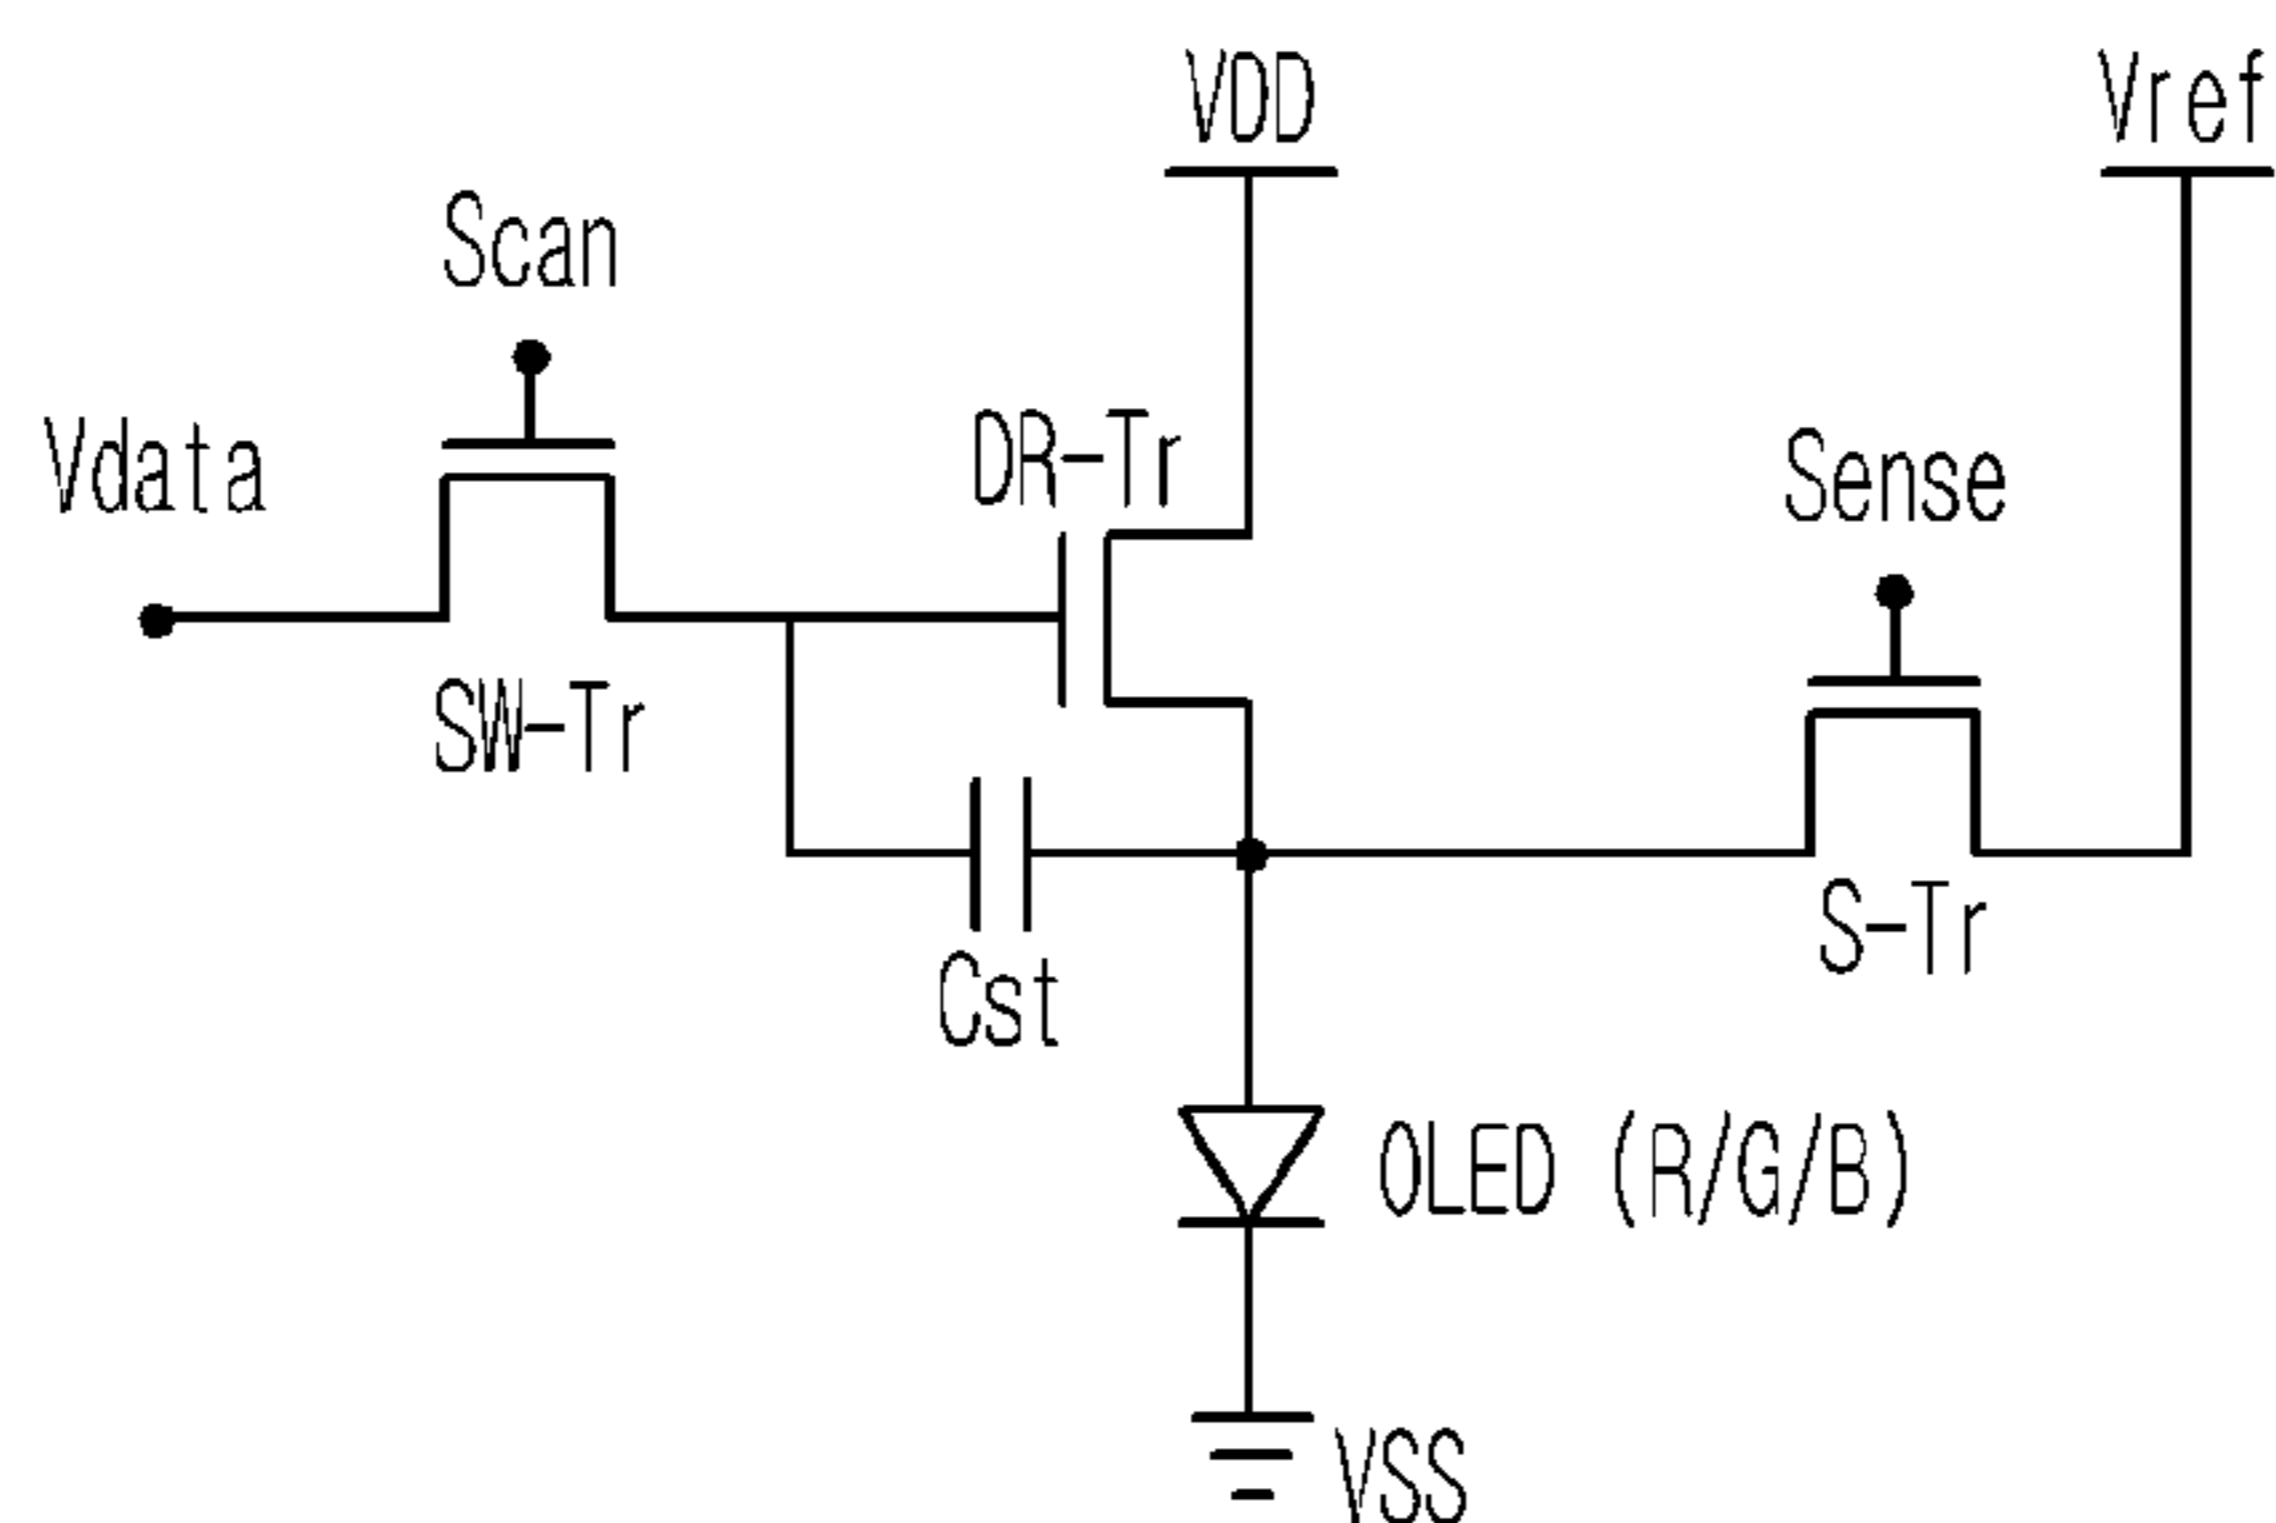 VDD
Vref
Scan
Vdata
DR-Tr
Sense
SW-Tr
S-Tr
Cst
OLED (R/G/B)
VSS